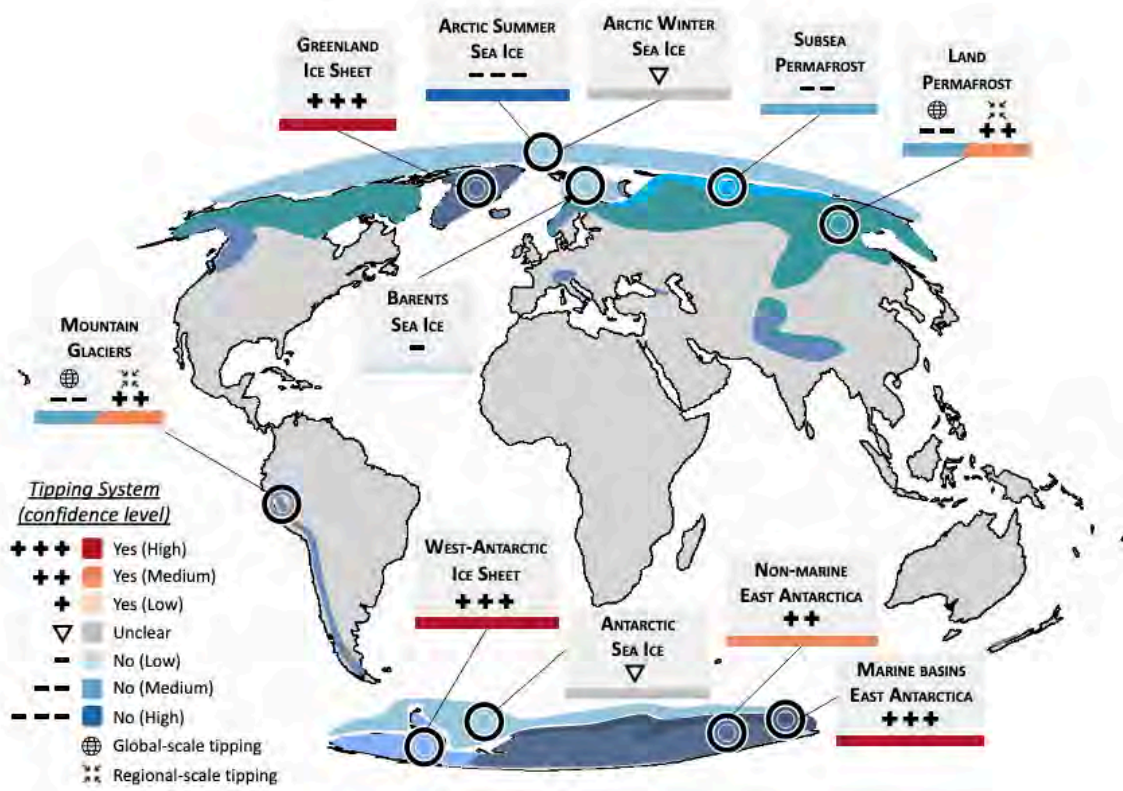 Greenland
Ice Sheet
+++
Arctic Summer
Sea Ice
---
Arctic Winter
Sea Ice
▽
Subsea
Permafrost
--
Land
Permafrost
-- ++
Barents
Sea Ice
-
Mountain
Glaciers
-- ++
Tipping System
(confidence level)
+++ Yes (High)
++ Yes (Medium)
+ Yes (Low)
▽ Unclear
- No (Low)
-- No (Medium)
--- No (High)
Global-scale tipping
Regional-scale tipping
West-Antarctic
Ice Sheet
+++
Antarctic
Sea Ice
▽
Non-marine
East Antarctica
++
Marine basins
East Antarctica
+++